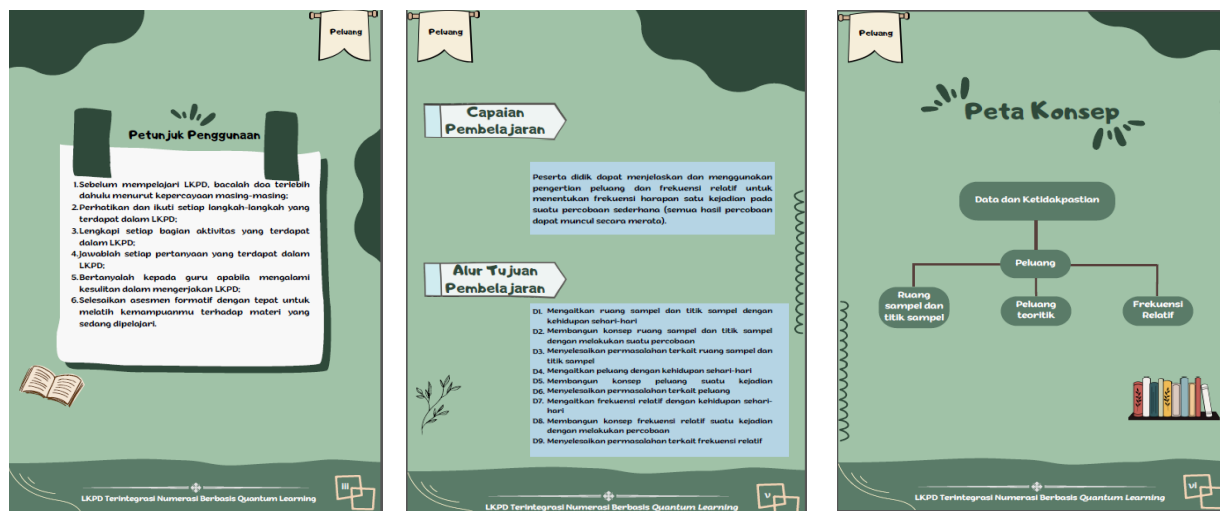 Peluang
Petunjuk Penggunaan
1.Sebelum mempelajari LKPD, bacalah doa terlebih
dahulu menurut kepercayaan masing-masing;
2.Perhatikan dan ikuti setiap langkah-langkah yang
terdapat dalam LKPD;
3.Lengkapi setiap bagian aktivitas yang terdapat
dalam LKPD;
4.Jawablah setiap pertanyaan yang terdapat dalam
LKPD;
5.Bertanyalah kepada guru apabila mengalami
kesulitan dalam mengerjakan LKPD;
6.Selesaikan asesmen formatif dengan tepat untuk
melatih kemampuanmu terhadap materi yang
sedang dipelajari.
LKPD Terintegrasi Numerasi Berbasis Quantum Learning
iii
Peluang
Capaian
Pembelajaran
Peserta didik dapat menjelaskan dan menggunakan
pengertian peluang dan frekuensi relatif untuk
menentukan frekuensi harapan satu kejadian pada
suatu percobaan sederhana (semua hasil percobaan
dapat muncul secara merata).
Alur Tujuan
Pembelajaran
D1. Mengaitkan ruang sampel dan titik sampel dengan
kehidupan sehari-hari
D2. Membangun konsep ruang sampel dan titik sampel
dengan melakukan suatu percobaan
D3. Menyelesaikan permasalahan terkait ruang sampel dan
titik sampel
D4. Mengaitkan peluang dengan kehidupan sehari-hari
D5. Membangun konsep peluang suatu kejadian
D6. Menyelesaikan permasalahan terkait peluang
D7. Mengaitkan frekuensi relatif dengan kehidupan sehari-
hari
D8. Membangun konsep frekuensi relatif suatu kejadian
dengan melakukan percobaan
D9. Menyelesaikan permasalahan terkait frekuensi relatif
LKPD Terintegrasi Numerasi Berbasis Quantum Learning
v
Peluang
Peta Konsep
Data dan Ketidakpastian
Peluang
Ruang
sampel dan
titik sampel
Peluang
teoritik
Frekuensi
Relatif
LKPD Terintegrasi Numerasi Berbasis Quantum Learning
vi